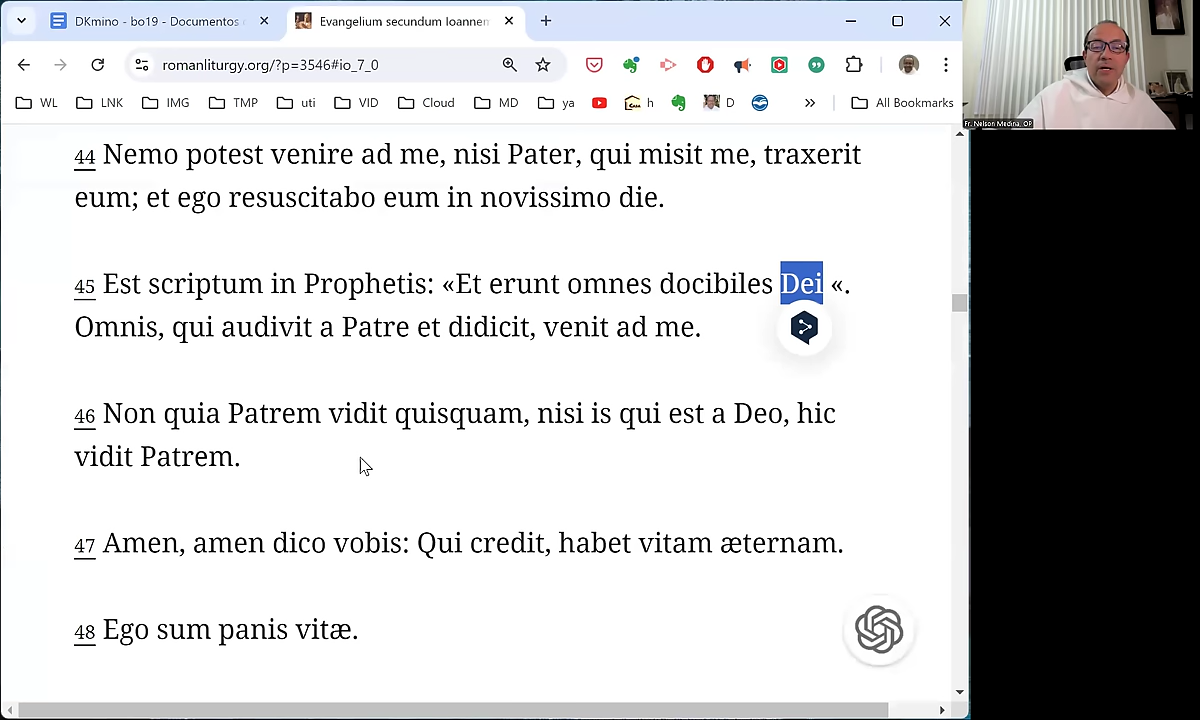 DKmino - bo19 - Documentos
Evangelium secundum Ioannen
romanliturgy.org/?p=3546#io_7_0
WL LNK IMG TMP uti VID Cloud MD ya h D » All Bookmarks
Fr. Nelson Medina, OP
44 Nemo potest venire ad me, nisi Pater, qui misit me, traxerit
eum; et ego resuscitabo eum in novissimo die.
45 Est scriptum in Prophetis: «Et erunt omnes docibiles Dei «.
Omnis, qui audivit a Patre et didicit, venit ad me.
46 Non quia Patrem vidit quisquam, nisi is qui est a Deo, hic
vidit Patrem.
47 Amen, amen dico vobis: Qui credit, habet vitam æternam.
48 Ego sum panis vitæ.